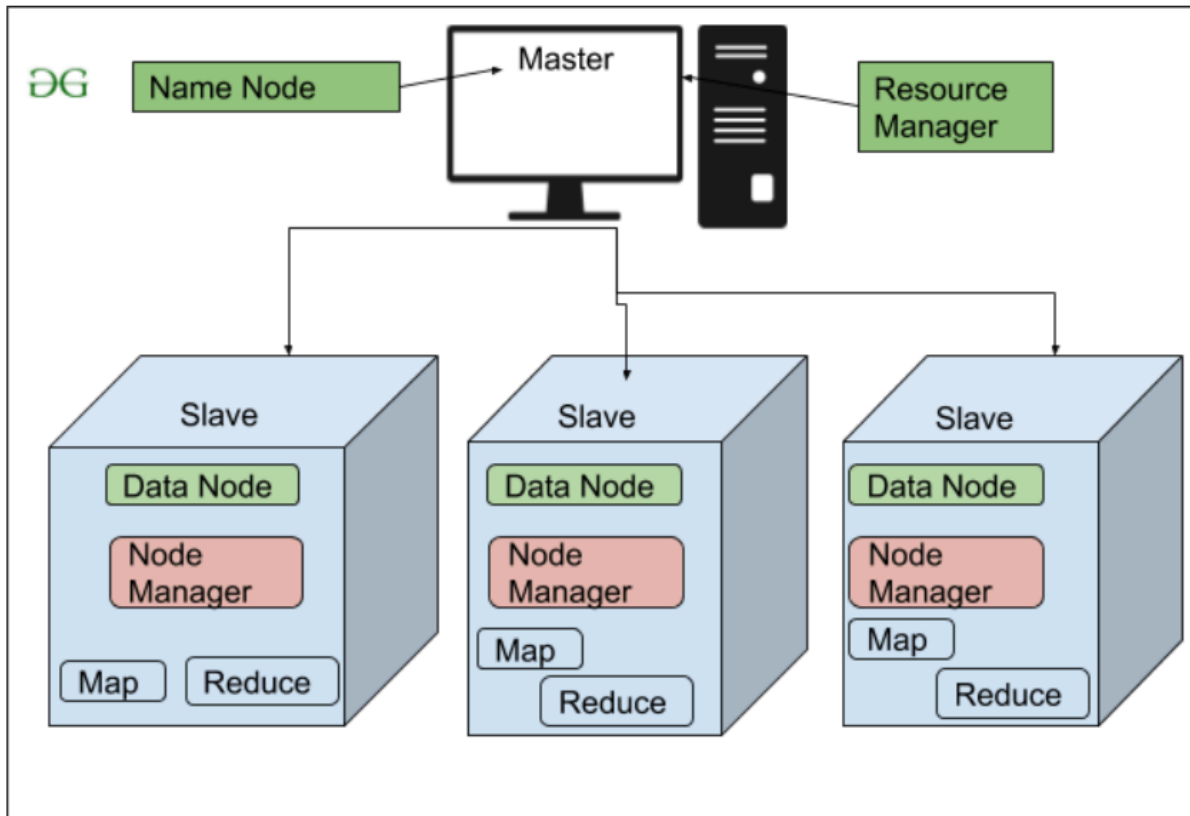 Master
Name Node
Resource
Manager
Slave
Slave
Slave
Data Node
Data Node
Data Node
Node
Manager
Node
Manager
Node
Manager
Map
Reduce
Map
Reduce
Map
Reduce